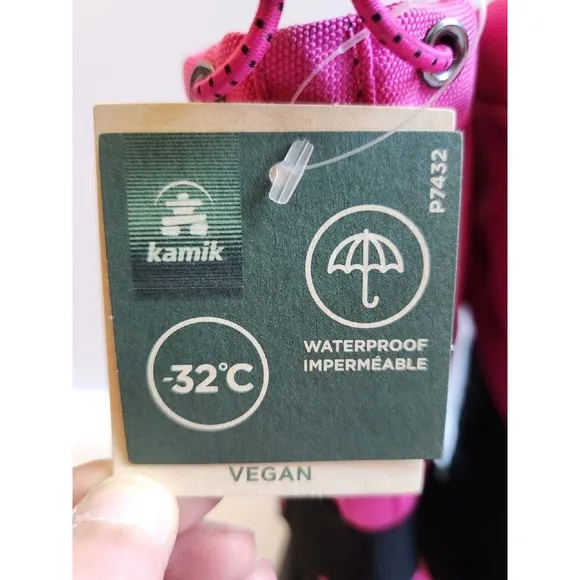 P7432
kamik
WATERPROOF
IMPERMÉABLE
-32°C
VEGAN